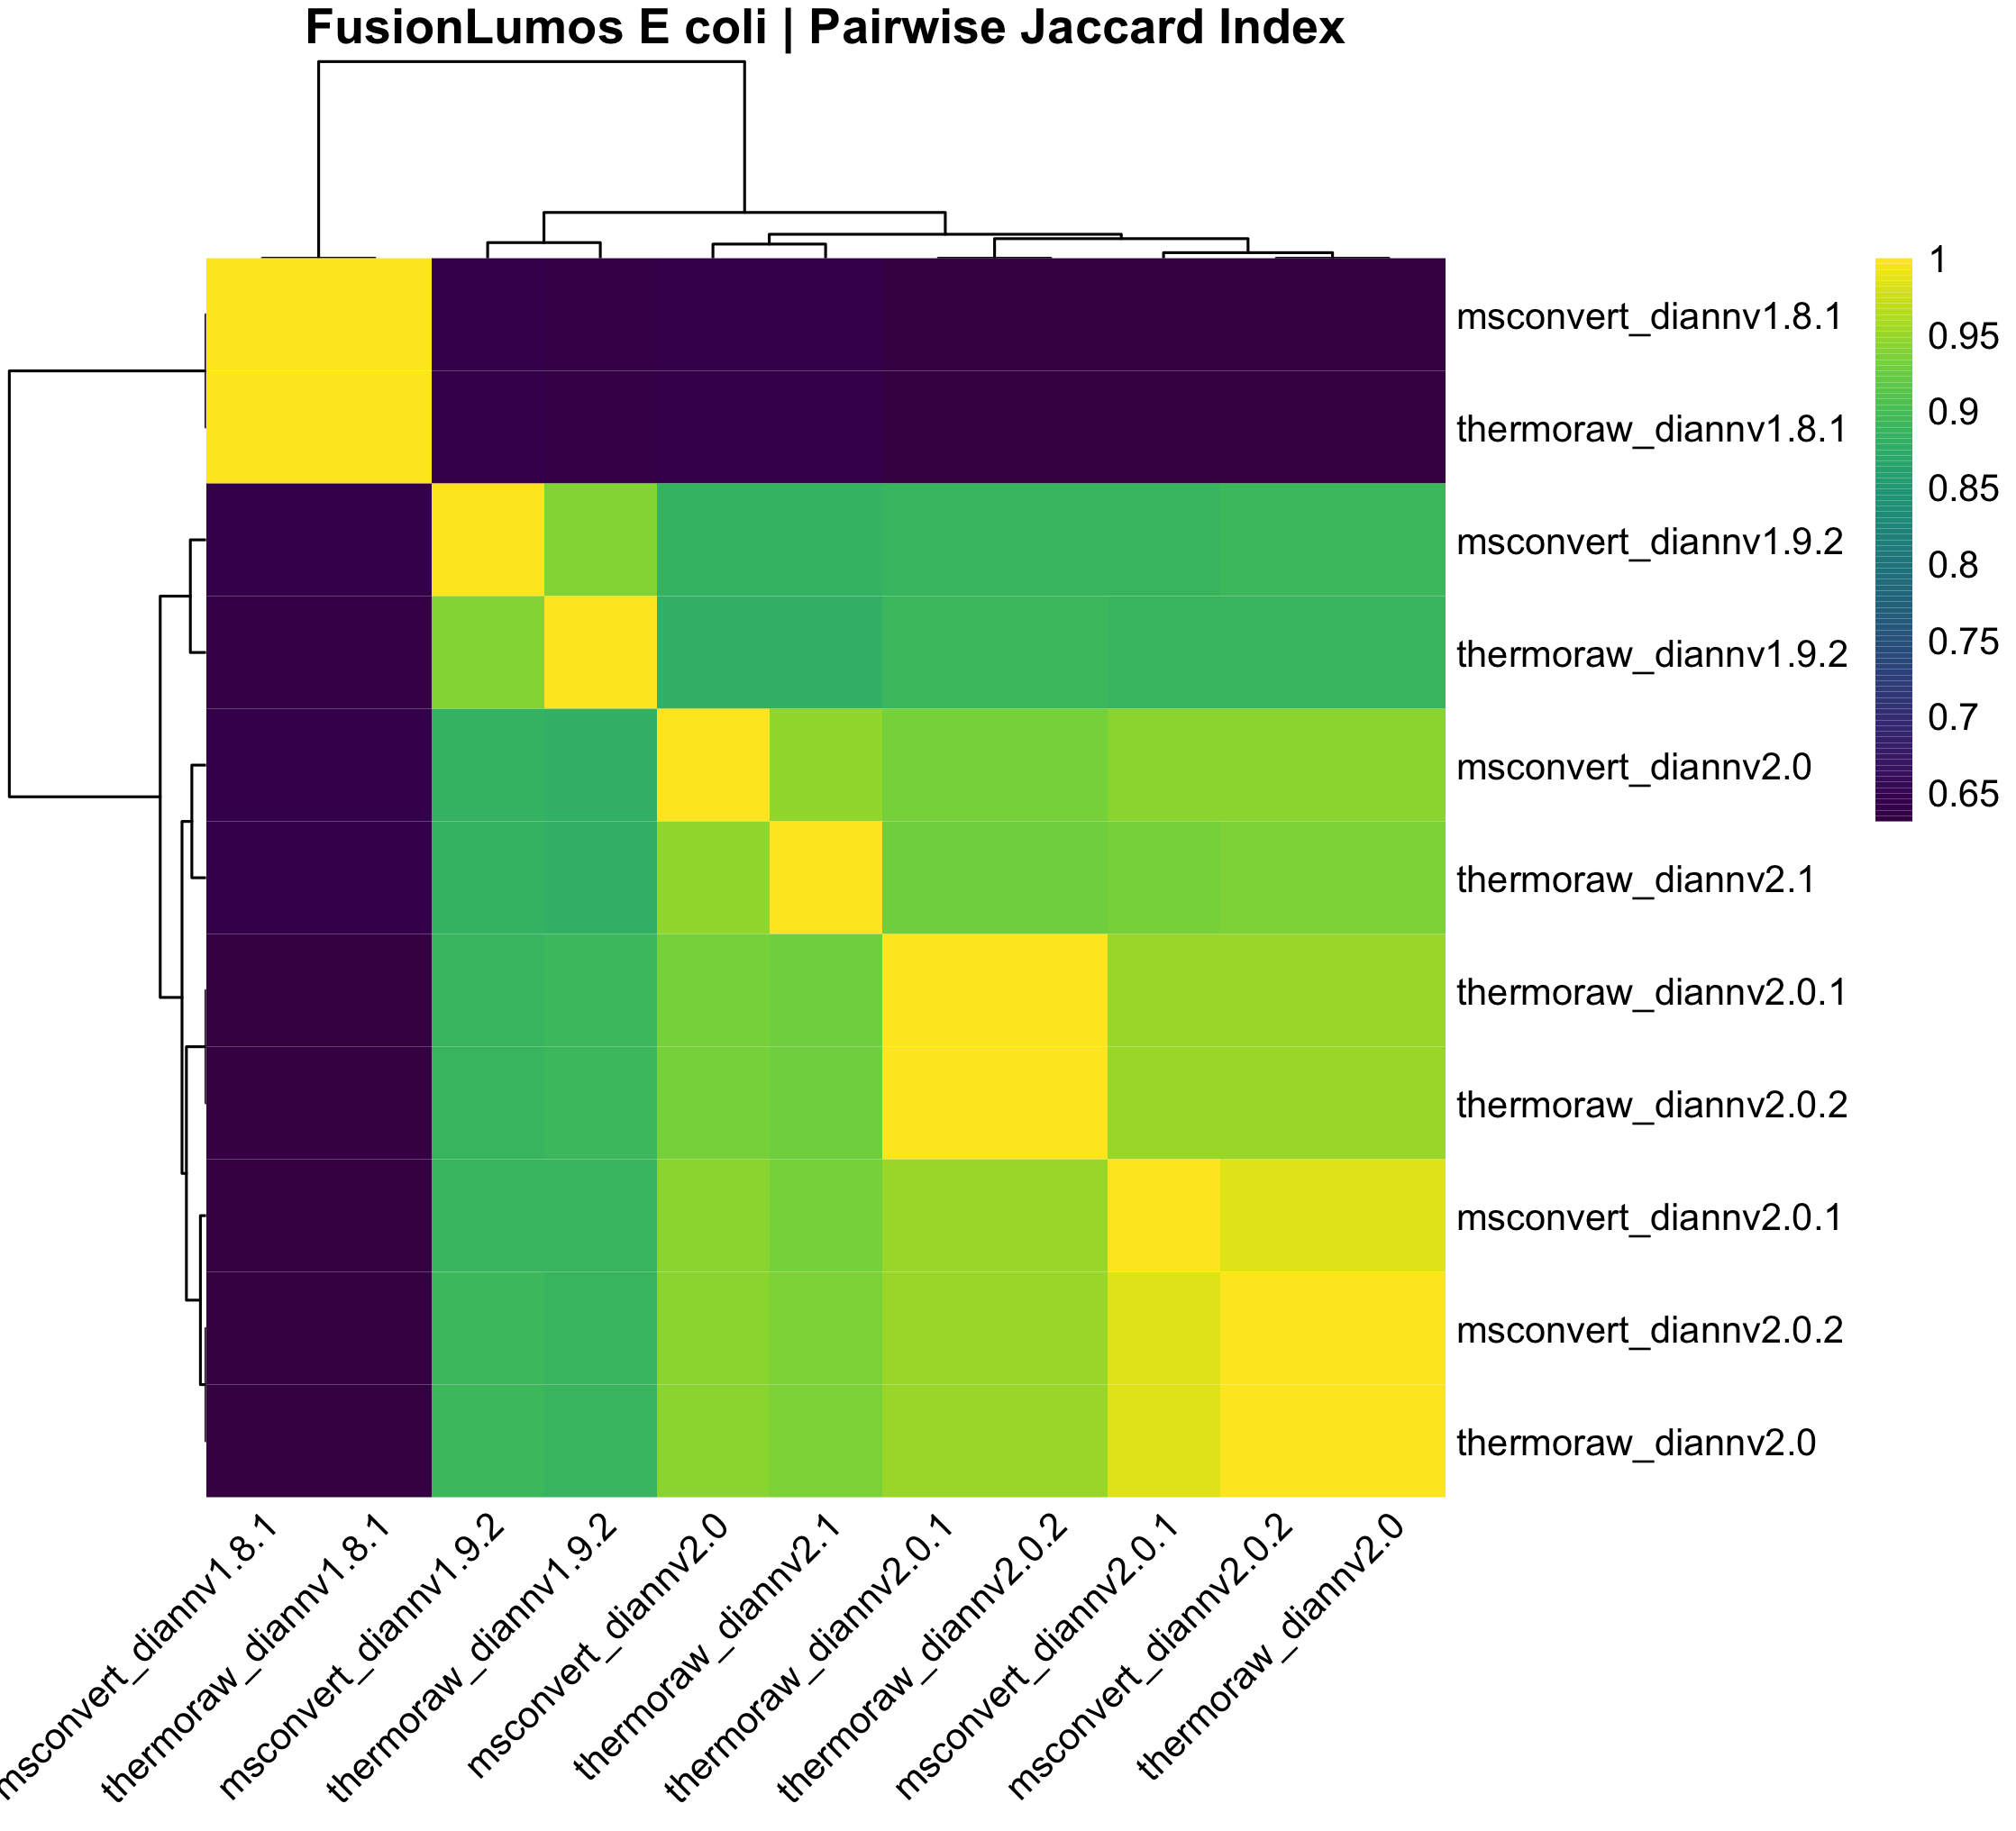 FusionLumos E coli | Pairwise Jaccard Index
1
0.95
0.9
0.85
0.8
0.75
0.7
0.65
msconvert_diannv1.8.1
thermoraw_diannv1.8.1
msconvert_diannv1.9.2
thermoraw_diannv1.9.2
msconvert_diannv2.0
thermoraw_diannv2.1
thermoraw_diannv2.0.1
thermoraw_diannv2.0.2
msconvert_diannv2.0.1
msconvert_diannv2.0.2
thermoraw_diannv2.0
msconvert_diannv1.8.1
thermoraw_diannv1.8.1
msconvert_diannv1.9.2
thermoraw_diannv1.9.2
msconvert_diannv2.0
thermoraw_diannv2.1
thermoraw_diannv2.0.1
thermoraw_diannv2.0.2
msconvert_diannv2.0.1
msconvert_diannv2.0.2
thermoraw_diannv2.0